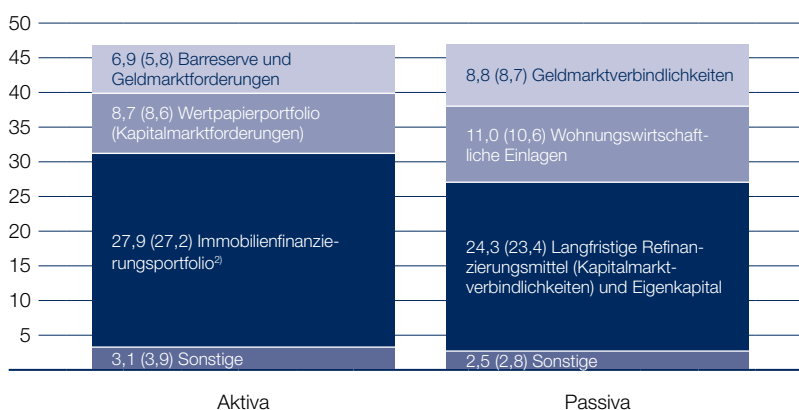 50
45
40
35
30
25
20
15
10
5
6,9 (5,8) Barreserve und
Geldmarktforderungen
8,7 (8,6) Wertpapierportfolio
(Kapitalmarktforderungen)
27,9 (27,2) Immobilienfinanzie-
rungsportfolio²⁾
3,1 (3,9) Sonstige
8,8 (8,7) Geldmarktverbindlichkeiten
11,0 (10,6) Wohnungswirtschaft-
liche Einlagen
24,3 (23,4) Langfristige Refinan-
zierungsmittel (Kapitalmarkt-
verbindlichkeiten) und Eigenkapital
2,5 (2,8) Sonstige
Aktiva
Passiva